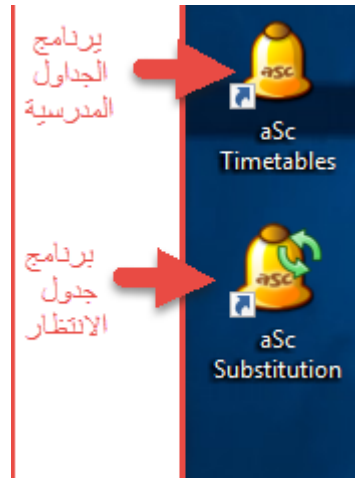 برنامج
الجداول
المدرسية
asc
aSc
Timetables
برنامج
جدول
الانتظار
asc
aSc
Substitution